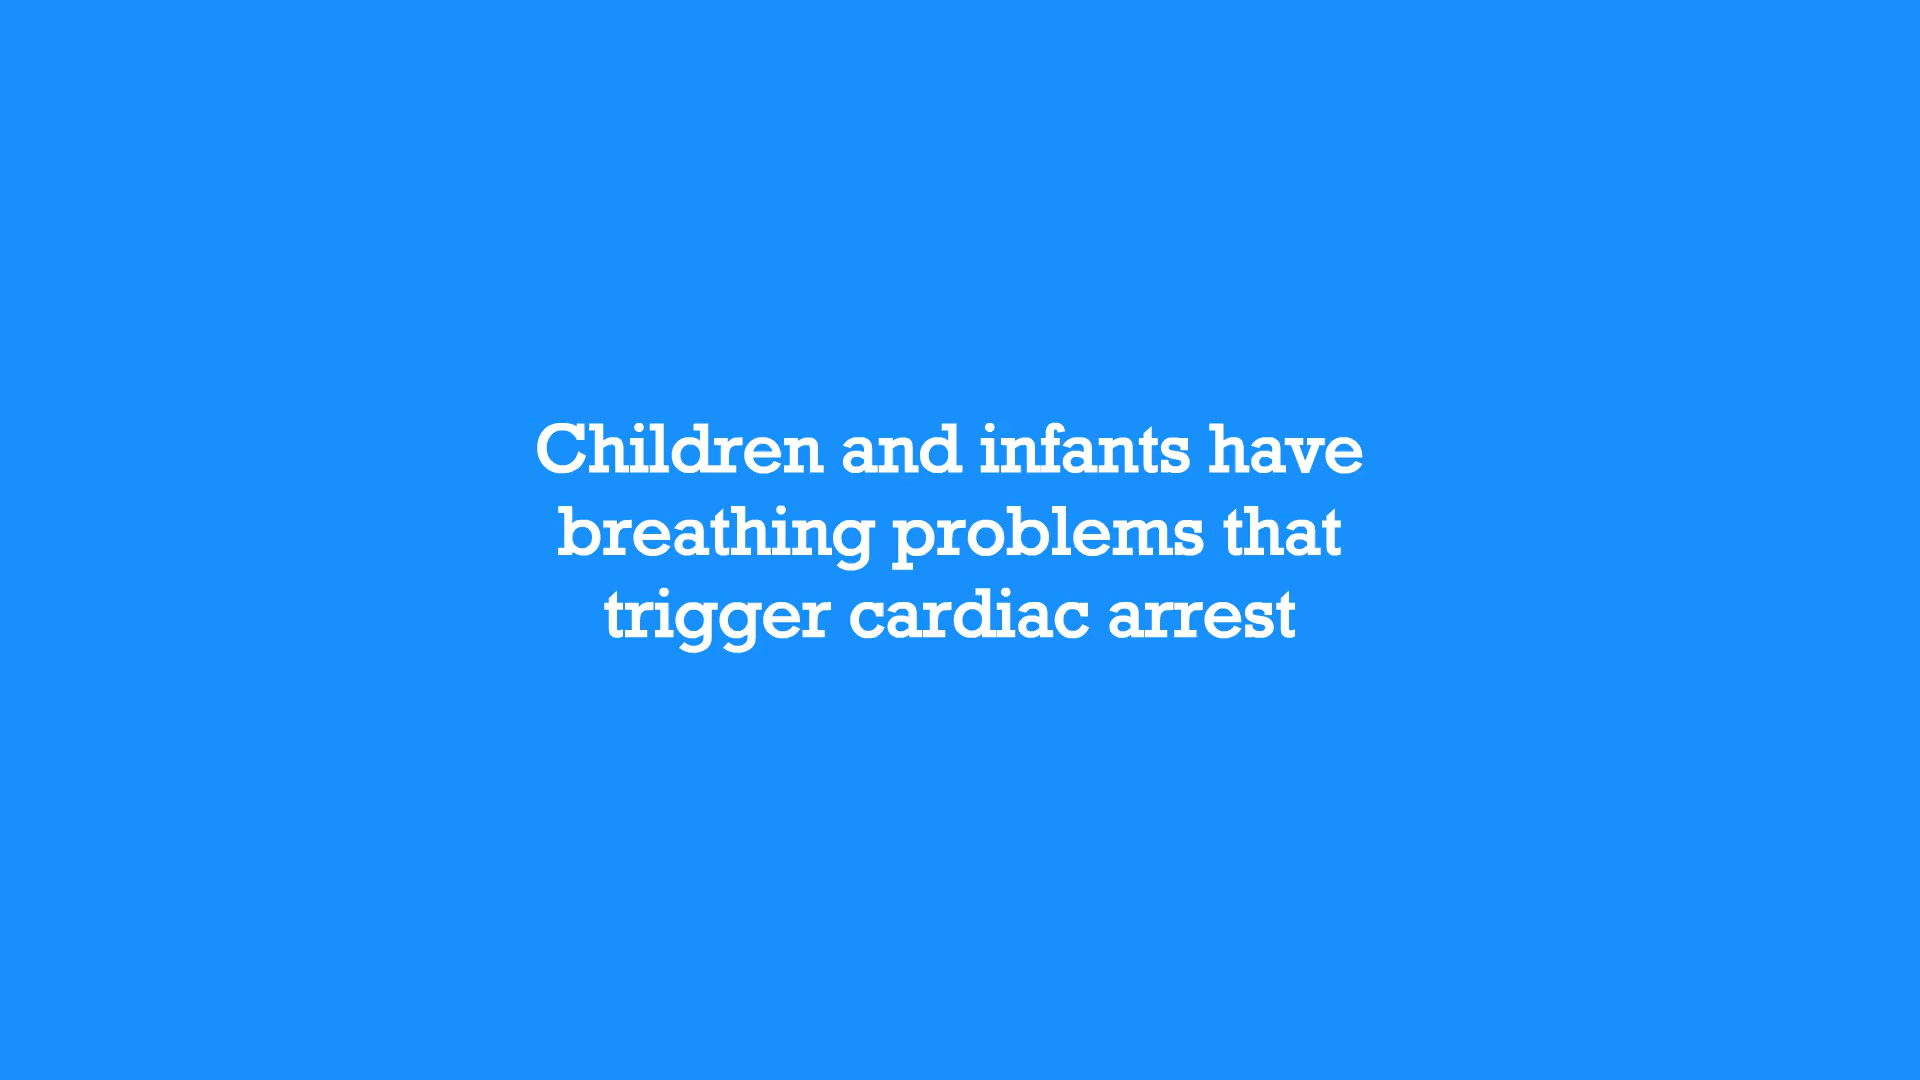 Children and infants have
breathing problems that
trigger cardiac arrest